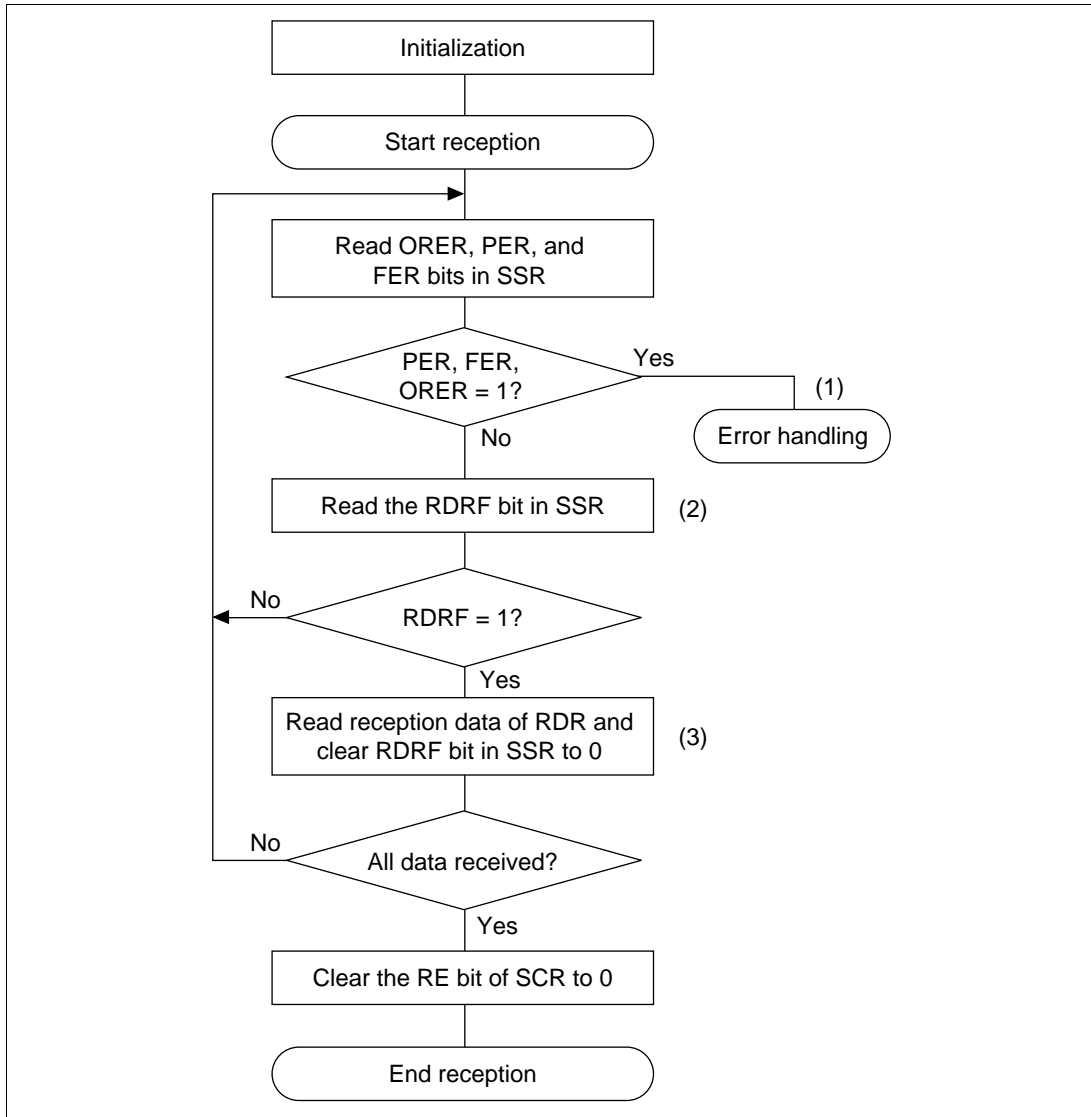 Initialization
Start reception
Read ORER, PER, and
FER bits in SSR
PER, FER,
ORER = 1?
Yes
(1)
Error handling
No
Read the RDRF bit in SSR
(2)
No
RDRF = 1?
Yes
Read reception data of RDR and
clear RDRF bit in SSR to 0
(3)
No
All data received?
Yes
Clear the RE bit of SCR to 0
End reception